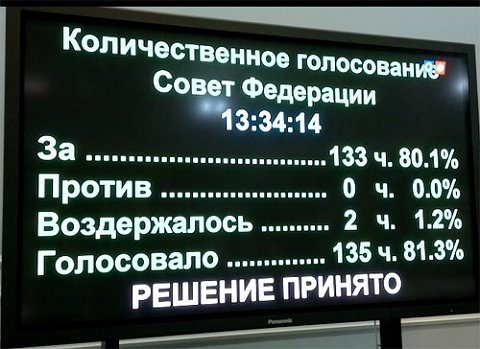 Количественное голосование
Совет Федерации
13:34:14
За ................................ 133 ч. 80.1%
Против ...................... 0 ч. 0.0%
Воздержалось .......... 2 ч. 1.2%
Голосовало ............. 135 ч. 81.3%
РЕШЕНИЕ ПРИНЯТО
Panasonic